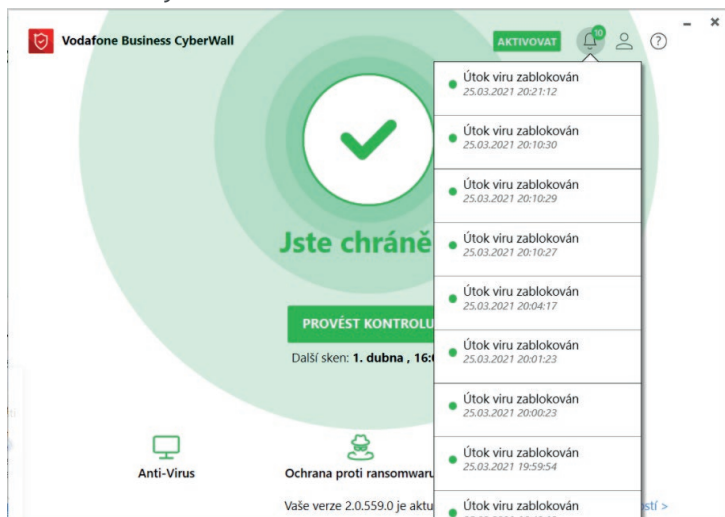 Vodafone Business CyberWall
AKTIVOVAT
10
?
Jste chráně
PROVÉST KONTROLU
Další sken: 1. dubna , 16:
Anti-Virus
Ochrana proti ransomwaru
Vaše verze 2.0.559.0 je aktu
stí >
Útok viru zablokován
25.03.2021 20:21:12
Útok viru zablokován
25.03.2021 20:10:30
Útok viru zablokován
25.03.2021 20:10:29
Útok viru zablokován
25.03.2021 20:10:27
Útok viru zablokován
25.03.2021 20:04:17
Útok viru zablokován
25.03.2021 20:01:23
Útok viru zablokován
25.03.2021 20:00:23
Útok viru zablokován
25.03.2021 19:59:54
Útok viru zablokován